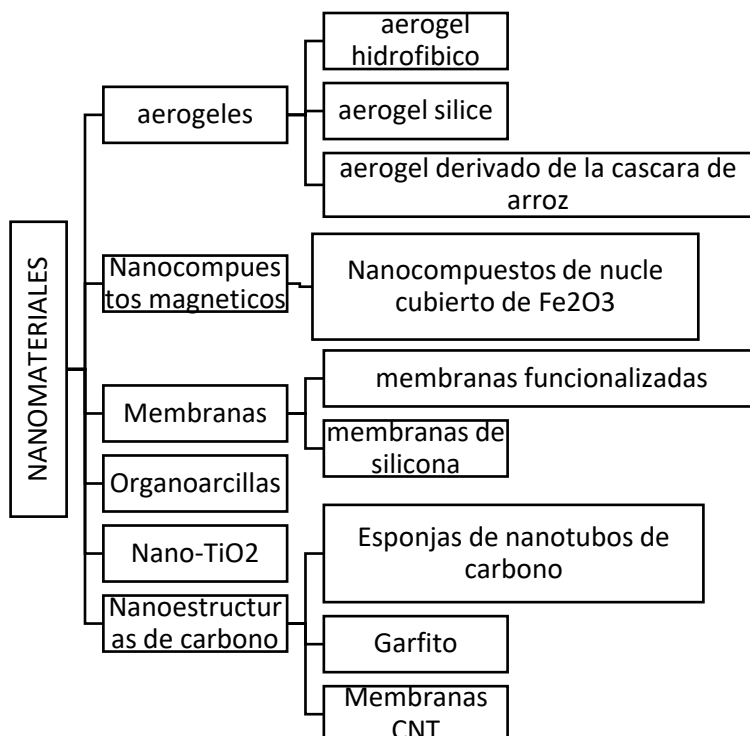 NANOMATERIALES
aerogeles
aerogel
hidrofibico
aerogel silice
aerogel derivado de la cascara de
arroz
Nanocompues
tos magneticos
Nanocompuestos de nucle
cubierto de Fe2O3
Membranas
membranas funcionalizadas
membranas de
silicona
Organoarcillas
Nano-TiO2
Nanoestructur
as de carbono
Esponjas de nanotubos de
carbono
Garfito
Membranas
CNT